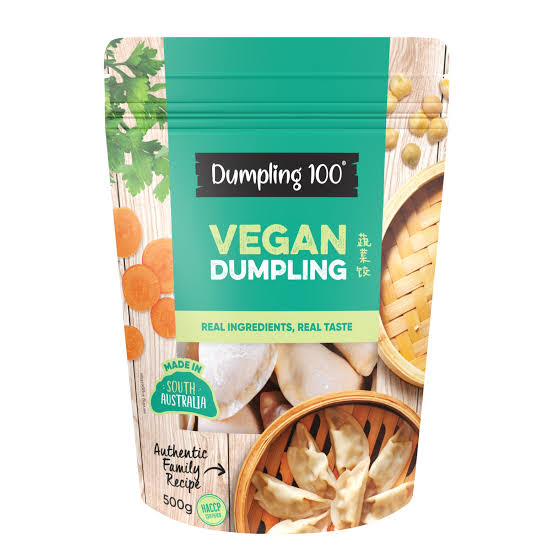 Dumpling 100®
VEGAN
DUMPLING
蔬菜饺
REAL INGREDIENTS, REAL TASTE
MADE IN
SOUTH
AUSTRALIA
Authentic
Family
Recipe
500g
HACCP